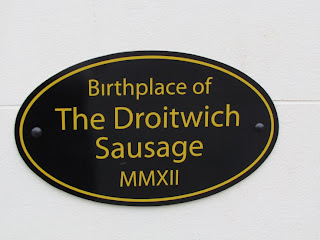 Birthplace of
The Droitwich
Sausage
MMXII